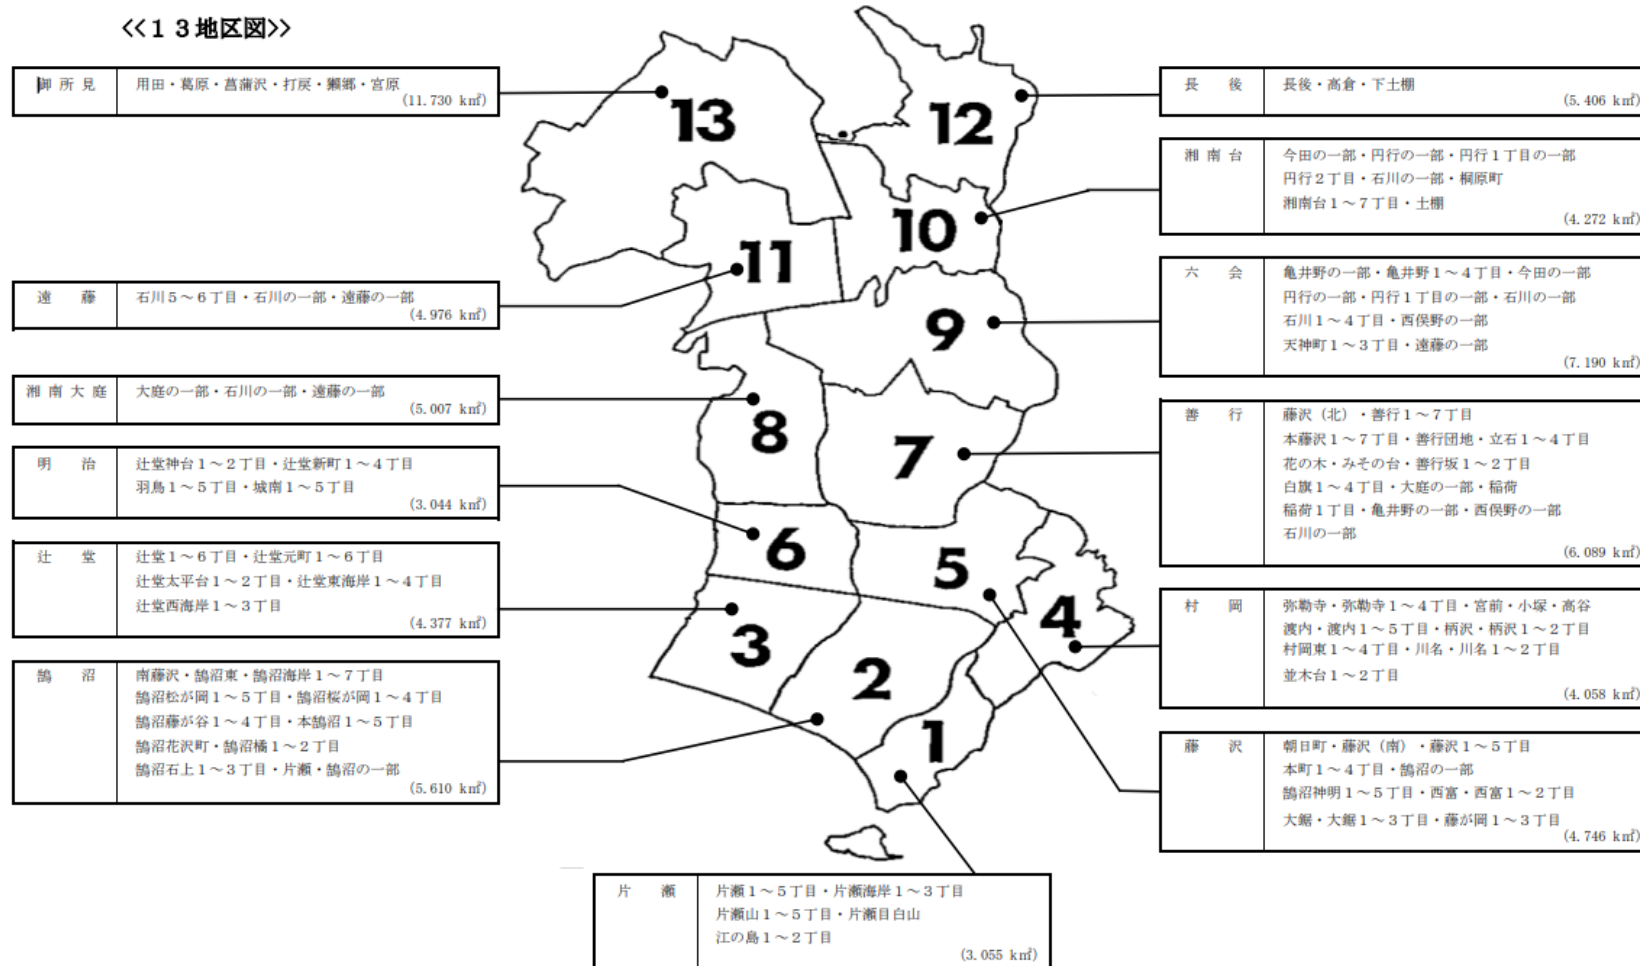 <<13地区図>>
御所見
用田・葛原・菖蒲沢・打戻・獺郷・宮原
(11.730 k㎡)
遠藤
石川5～6丁目・石川の一部・遠藤の一部
(4.976 k㎡)
湘南大庭
大庭の一部・石川の一部・遠藤の一部
(5.007 k㎡)
明治
辻堂神台1～2丁目・辻堂新町1～4丁目
羽鳥1～5丁目・城南1～5丁目
(3.044 k㎡)
辻堂
辻堂1～6丁目・辻堂元町1～6丁目
辻堂太平台1～2丁目・辻堂東海岸1～4丁目
辻堂西海岸1～3丁目
(4.377 k㎡)
鵠沼
南藤沢・鵠沼東・鵠沼海岸1～7丁目
鵠沼松が岡1～5丁目・鵠沼桜が岡1～4丁目
鵠沼藤が谷1～4丁目・本鵠沼1～5丁目
鵠沼花沢町・鵠沼橘1～2丁目
鵠沼石上1～3丁目・片瀬・鵠沼の一部
(5.610 k㎡)
13
12
11
10
9
8
7
6
5
4
3
2
1
長後
長後・高倉・下土棚
(5.406 k㎡)
湘南台
今田の一部・円行の一部・円行1丁目の一部
円行2丁目・石川の一部・桐原町
湘南台1～7丁目・土棚
(4.272 k㎡)
六会
亀井野の一部・亀井野1～4丁目・今田の一部
円行の一部・円行1丁目の一部・石川の一部
石川1～4丁目・西俣野の一部
天神町1～3丁目・遠藤の一部
(7.190 k㎡)
善行
藤沢（北）・善行1～7丁目
本藤沢1～7丁目・善行団地・立石1～4丁目
花の木・みその台・善行坂1～2丁目
白旗1～4丁目・大庭の一部・稲荷
稲荷1丁目・亀井野の一部・西俣野の一部
石川の一部
(6.089 k㎡)
村岡
弥勒寺・弥勒寺1～4丁目・宮前・小塚・高谷
渡内・渡内1～5丁目・柄沢・柄沢1～2丁目
村岡東1～4丁目・川名・川名1～2丁目
並木台1～2丁目
(4.058 k㎡)
藤沢
朝日町・藤沢（南）・藤沢1～5丁目
本町1～4丁目・鵠沼の一部
鵠沼神明1～5丁目・西富・西富1～2丁目
大鋸・大鋸1～3丁目・藤が岡1～3丁目
(4.746 k㎡)
片瀬
片瀬1～5丁目・片瀬海岸1～3丁目
片瀬山1～5丁目・片瀬目白山
江の島1～2丁目
(3.055 k㎡)